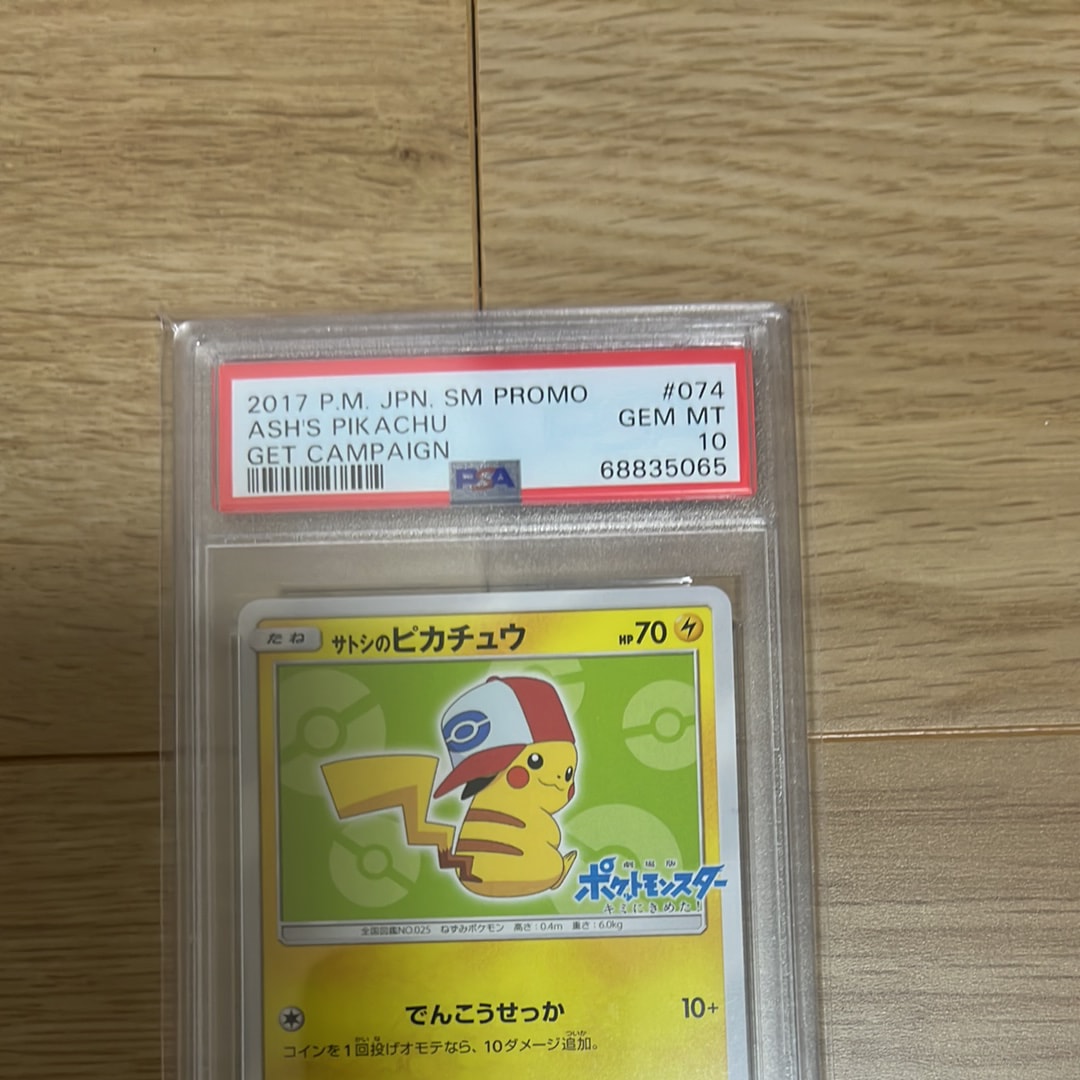 2017 P.M. JPN. SM PROMO #074
ASH'S PIKACHU GEM MT
GET CAMPAIGN 10
PSA 68835065
たね サトシのピカチュウ HP70
劇場版
ポケットモンスター
キミにきめた!
全国図鑑NO.025 ねずみポケモン 高さ:0.4m 重さ:6.0kg
でんこうせっか 10+
コインを1回投げオモテなら、10ダメージ追加。